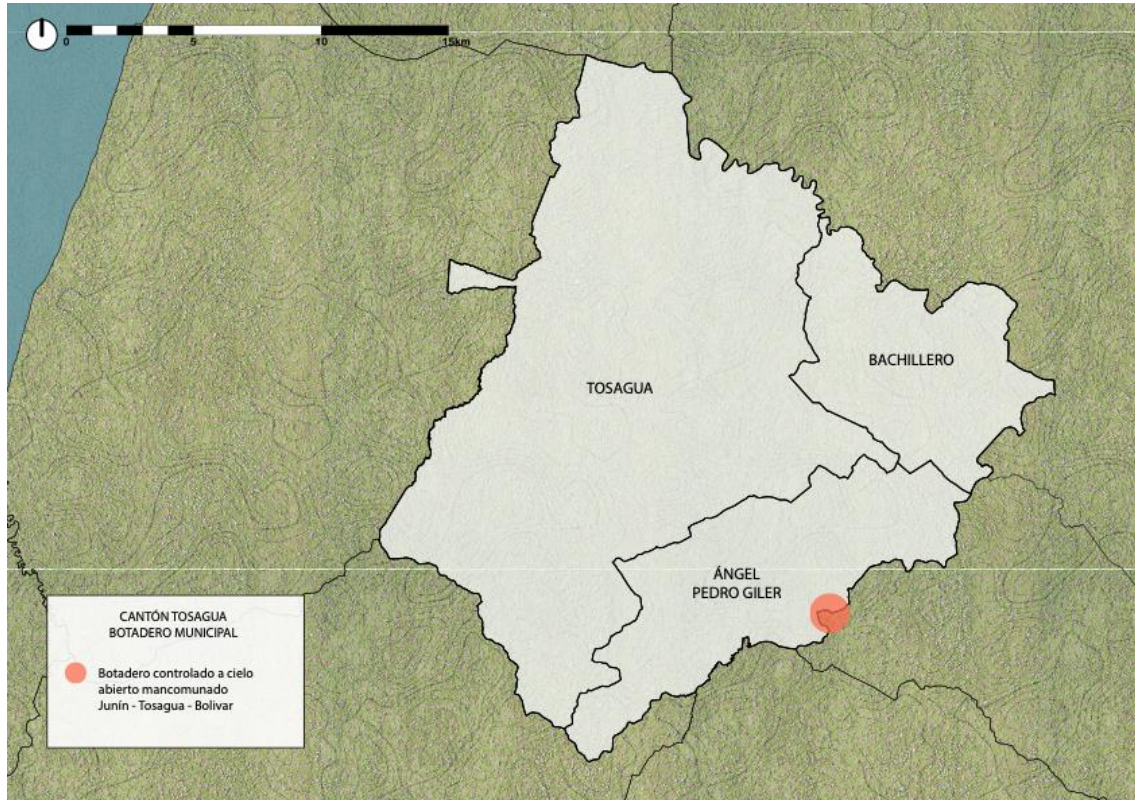 0 5 10 15km
TOSAGUA
BACHILLERO
ÁNGEL
PEDRO GILER
CANTÓN TOSAGUA
BOTADERO MUNICIPAL
Botadero controlado a cielo
abierto mancomunado
Junín - Tosagua - Bolivar